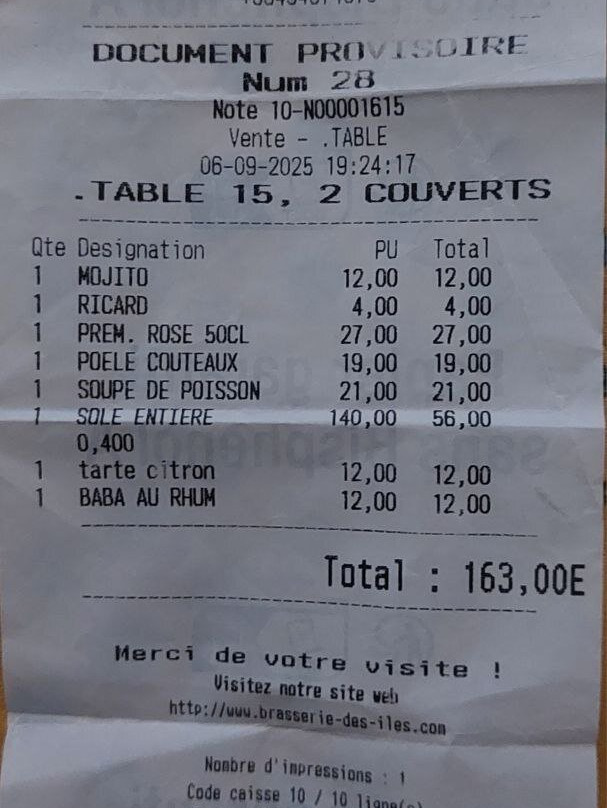 DOCUMENT PROVISOIRE
Num 28
Note 10-N00001615
Vente - .TABLE
06-09-2025 19:24:17
.TABLE 15, 2 COUVERTS
Qte Designation PU Total
1 MOJITO 12,00 12,00
1 RICARD 4,00 4,00
1 PREM. ROSE 50CL 27,00 27,00
1 POELE COUTEAUX 19,00 19,00
1 SOUPE DE POISSON 21,00 21,00
1 SOLE ENTIERE 140,00 56,00
0,400
1 tarte citron 12,00 12,00
1 BABA AU RHUM 12,00 12,00
Total : 163,00E
Merci de votre visite !
Visitez notre site web
http://www.brasserie-des-iles.com
Nombre d'impressions : 1
Code caisse 10 / 10 ligne(s)